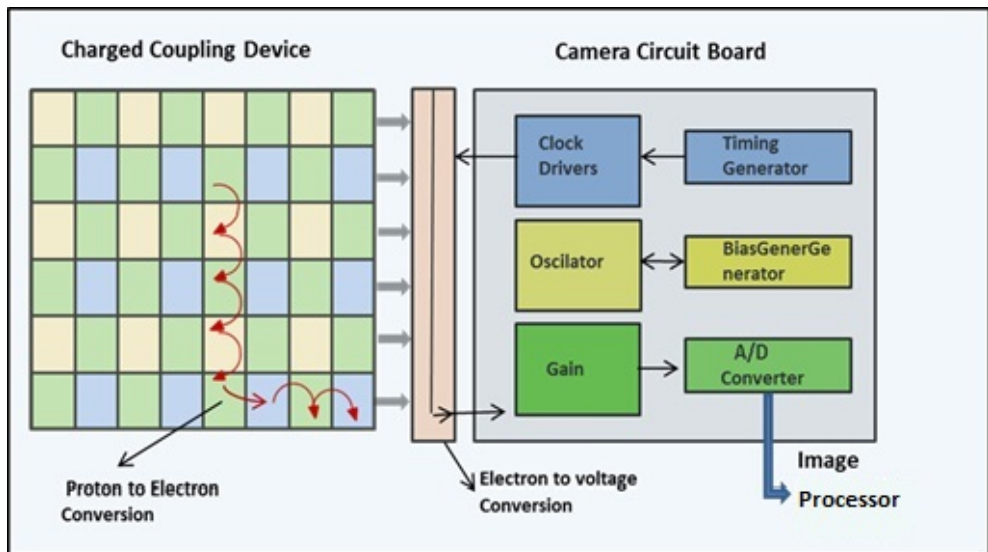 Charged Coupling Device
Camera Circuit Board
Clock
Drivers
Timing
Generator
Oscilator
BiasGenerGe
nerator
Gain
A/D
Converter
Image
Processor
Proton to Electron
Conversion
Electron to voltage
Conversion